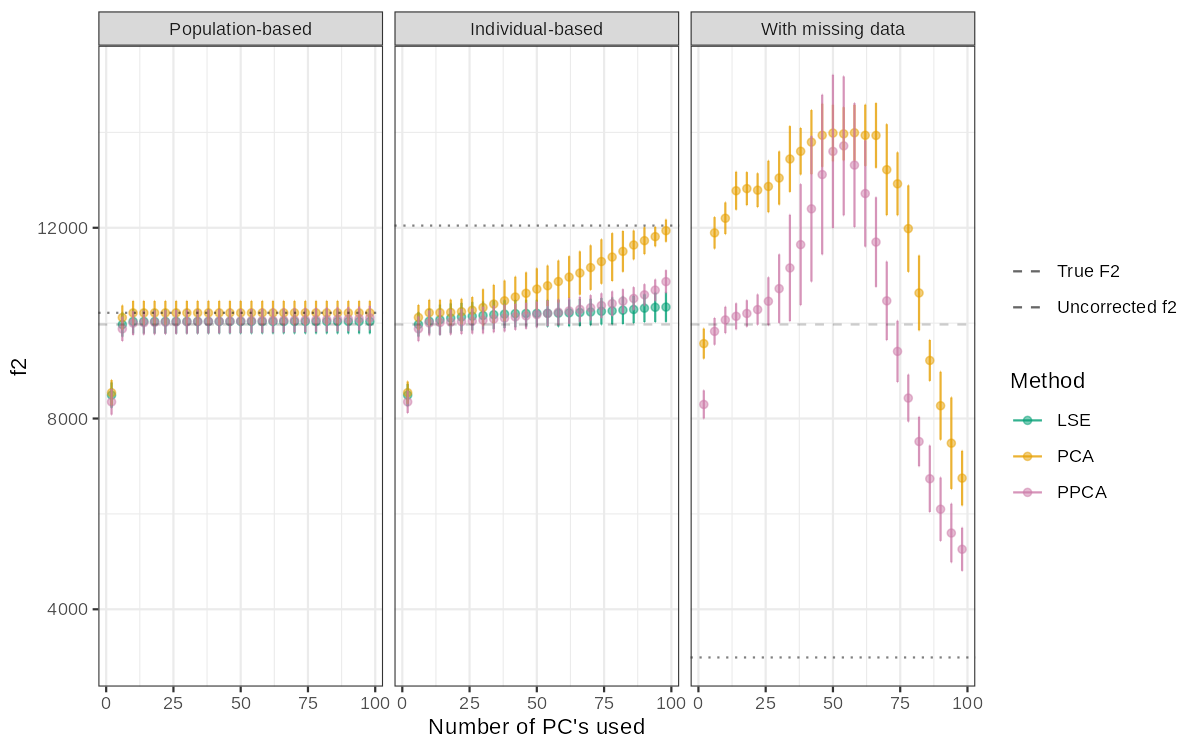 Population-based
Individual-based
With missing data
f2
12000
8000
4000
0 25 50 75 100
0 25 50 75 100
0 25 50 75 100
Number of PC's used
True F2
Uncorrected f2
Method
LSE
PCA
PPCA